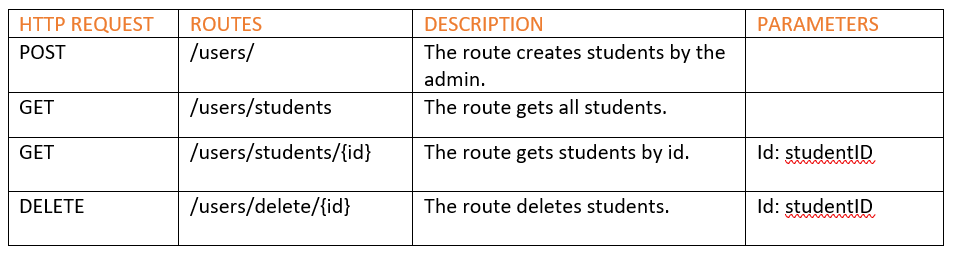 HTTP REQUEST ROUTES DESCRIPTION PARAMETERS
POST /users/ The route creates students by the
admin.
GET /users/students The route gets all students.
GET /users/students/{id} The route gets students by id. Id: studentID
DELETE /users/delete/{id} The route deletes students. Id: studentID